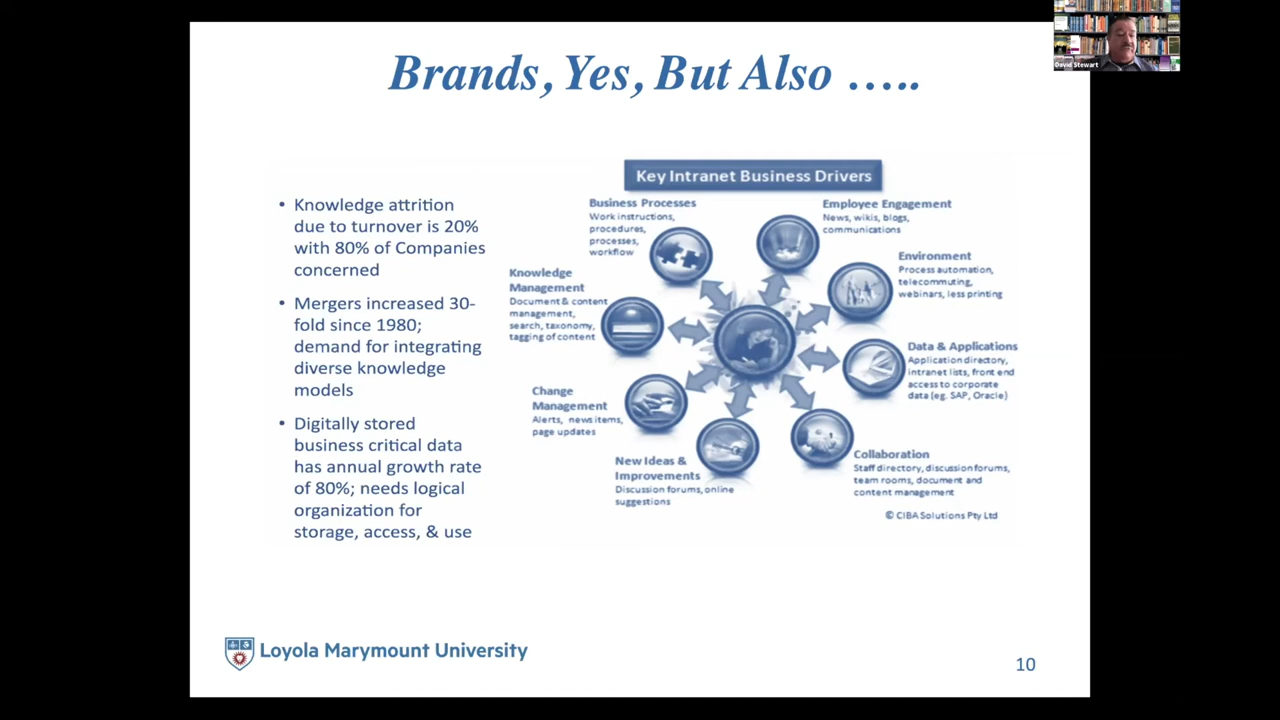 Brands, Yes, But Also …..
David Stewart
• Knowledge attrition
due to turnover is 20%
with 80% of Companies
concerned
• Mergers increased 30-
fold since 1980;
demand for integrating
diverse knowledge
models
• Digitally stored
business critical data
has annual growth rate
of 80%; needs logical
organization for
storage, access, & use
Key Intranet Business Drivers
Business Processes
Work instructions,
procedures,
processes,
workflow
Employee Engagement
News, wikis, blogs,
communications
Environment
Process automation,
telecommuting,
webinars, less printing
Knowledge
Management
Document & content
management,
search, taxonomy,
tagging of content
Data & Applications
Application directory,
intranet lists, front end
access to corporate
data (eg. SAP, Oracle)
Change
Management
Alerts, news items,
page updates
New Ideas &
Improvements
Discussion forums, online
suggestions
Collaboration
Staff directory, discussion forums,
team rooms, document and
content management
© CIBA Solutions Pty Ltd
Loyola Marymount University
10